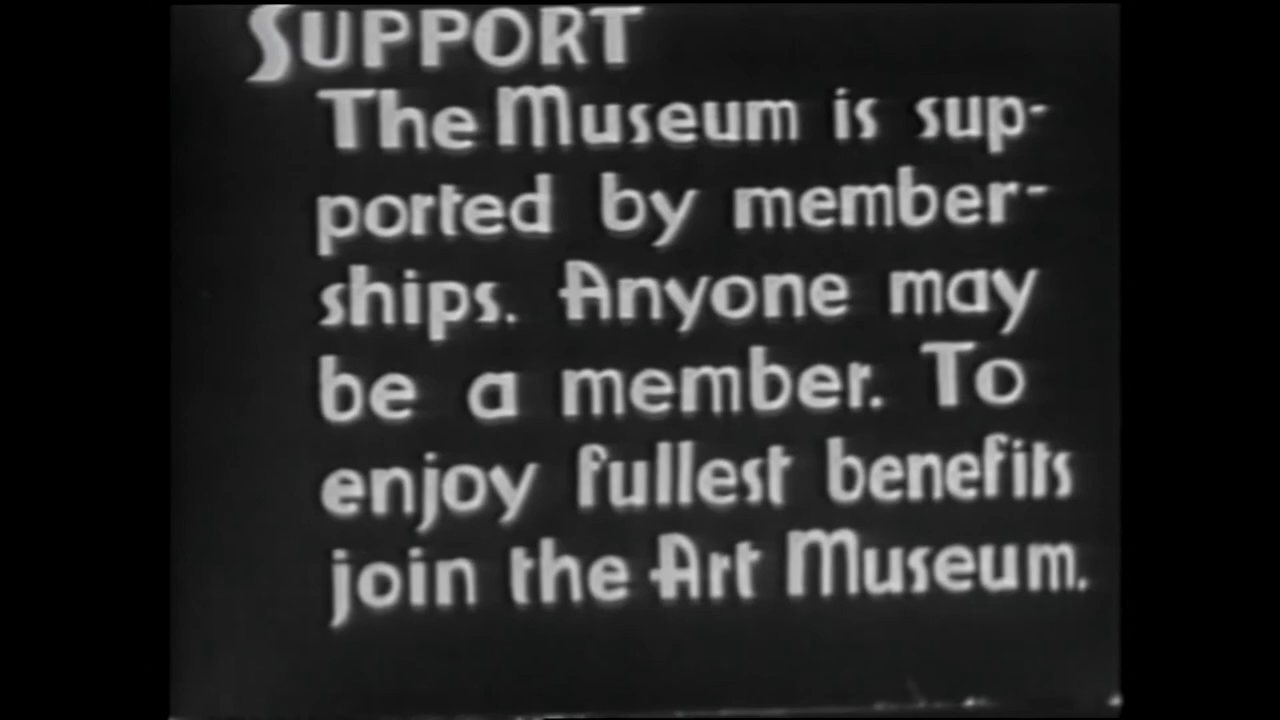 SUPPORT
The Museum is sup-
ported by member-
ships. Anyone may
be a member. To
enjoy fullest benefits
join the Art Museum.